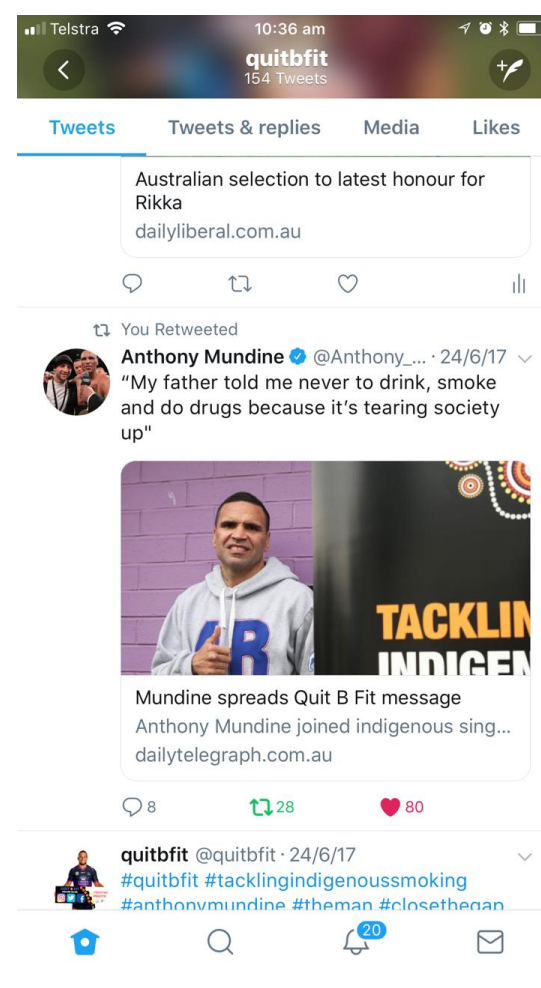 Telstra 10:36 am
quitbfit
154 Tweets
Tweets Tweets & replies Media Likes
Australian selection to latest honour for
Rikka
dailyliberal.com.au
You Retweeted
Anthony Mundine @Anthony_... · 24/6/17
“My father told me never to drink, smoke
and do drugs because it’s tearing society
up"
TACKLIN
INDIGEN
Mundine spreads Quit B Fit message
Anthony Mundine joined indigenous sing...
dailytelegraph.com.au
8 28 80
quitbfit @quitbfit · 24/6/17
#quitbfit #tacklingindigenoussmoking
#anthonymundine #theman #closethegap
20